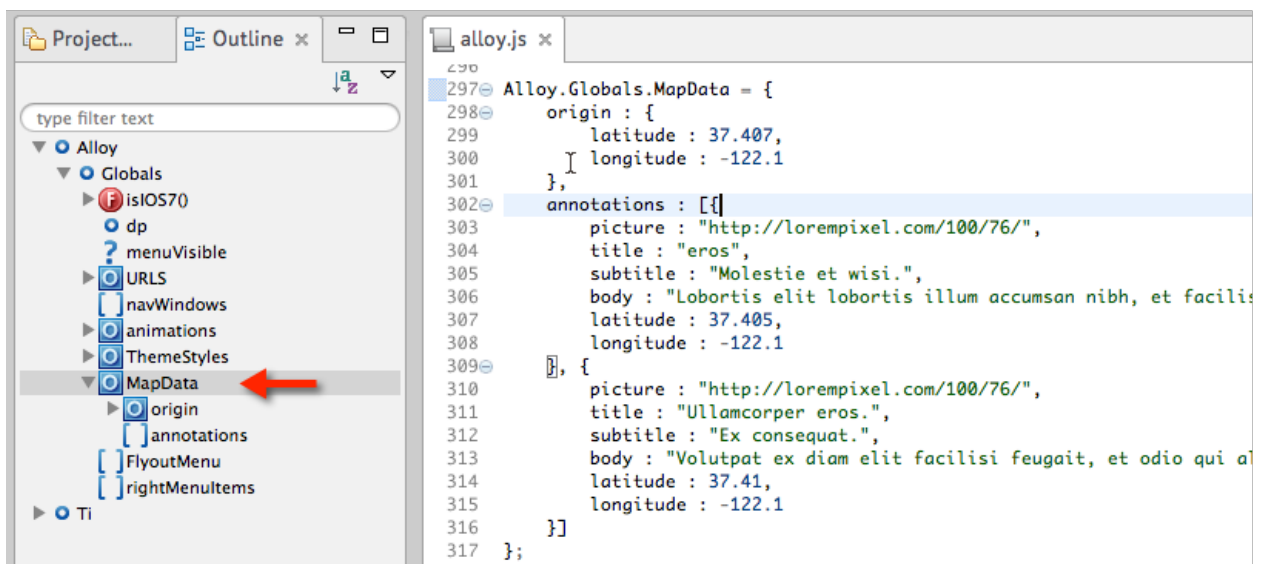 Project...
Outline
type filter text
Alloy
Globals
isIOS7()
dp
menuVisible
URLS
navWindows
animations
ThemeStyles
MapData
origin
annotations
FlyoutMenu
rightMenuItems
Ti
alloy.js
296
297 Alloy.Globals.MapData = {
298 origin : {
299 latitude : 37.407,
300 longitude : -122.1
301 },
302 annotations : [{
303 picture : "http://lorempixel.com/100/76/",
304 title : "eros",
305 subtitle : "Molestie et wisi.",
306 body : "Lobortis elit lobortis illum accumsan nibh, et facilis
307 latitude : 37.405,
308 longitude : -122.1
309 }, {
310 picture : "http://lorempixel.com/100/76/",
311 title : "Ullamcorper eros.",
312 subtitle : "Ex consequat.",
313 body : "Volutpat ex diam elit facilisi feugait, et odio qui al
314 latitude : 37.41,
315 longitude : -122.1
316 }]
317 };